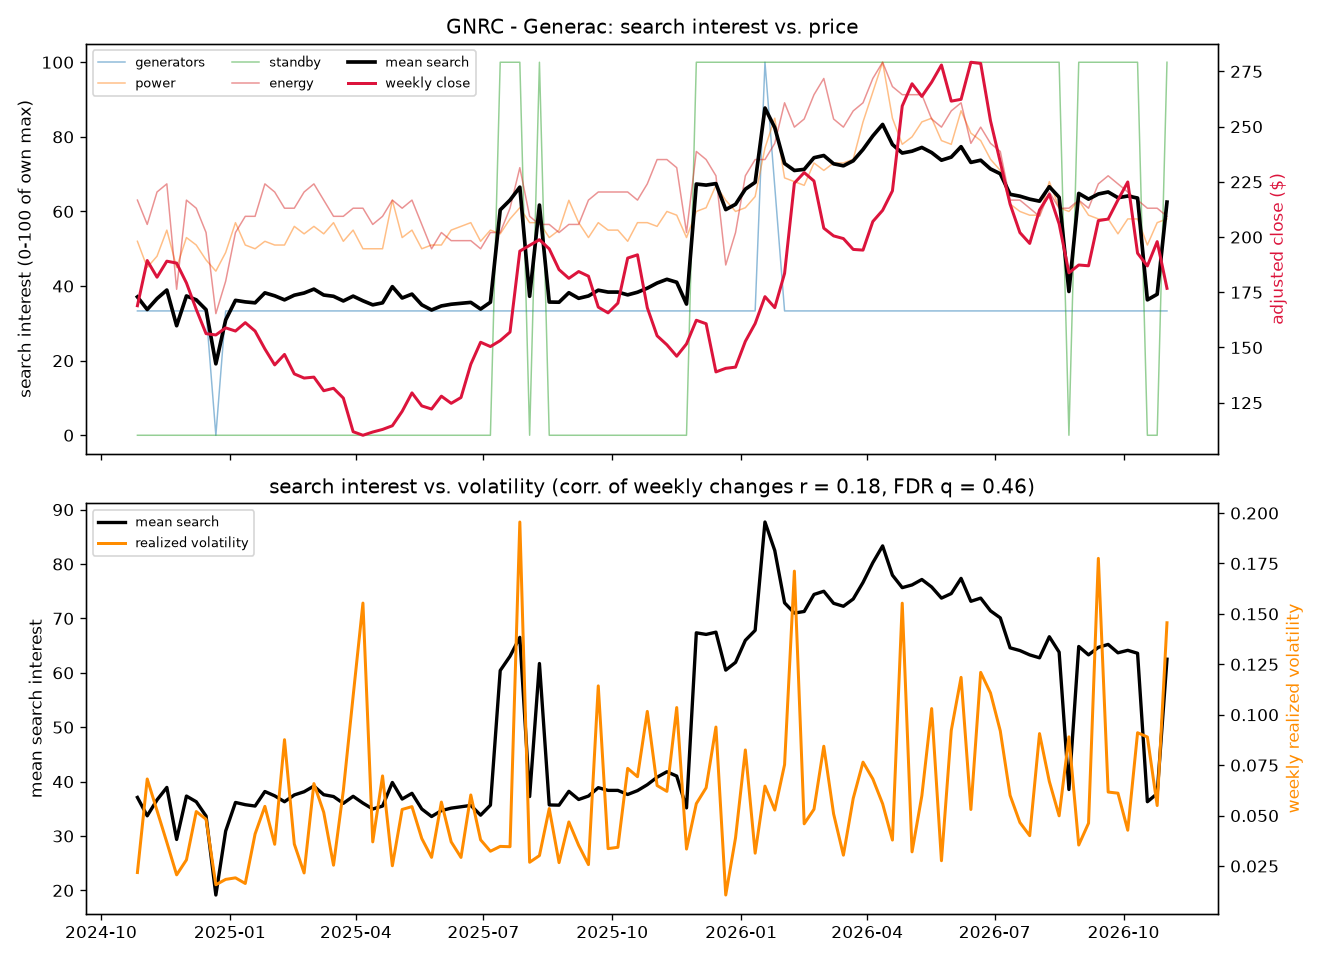 GNRC - Generac: search interest vs. price
generators
power
standby
energy
mean search
weekly close
search interest (0-100 of own max)
100
80
60
40
20
0
275
250
225
200
175
150
125
adjusted close ($)
search interest vs. volatility (corr. of weekly changes r = 0.18, FDR q = 0.46)
mean search
realized volatility
mean search interest
90
80
70
60
50
40
30
20
0.200
0.175
0.150
0.125
0.100
0.075
0.050
0.025
weekly realized volatility
2024-10
2025-01
2025-04
2025-07
2025-10
2026-01
2026-04
2026-07
2026-10